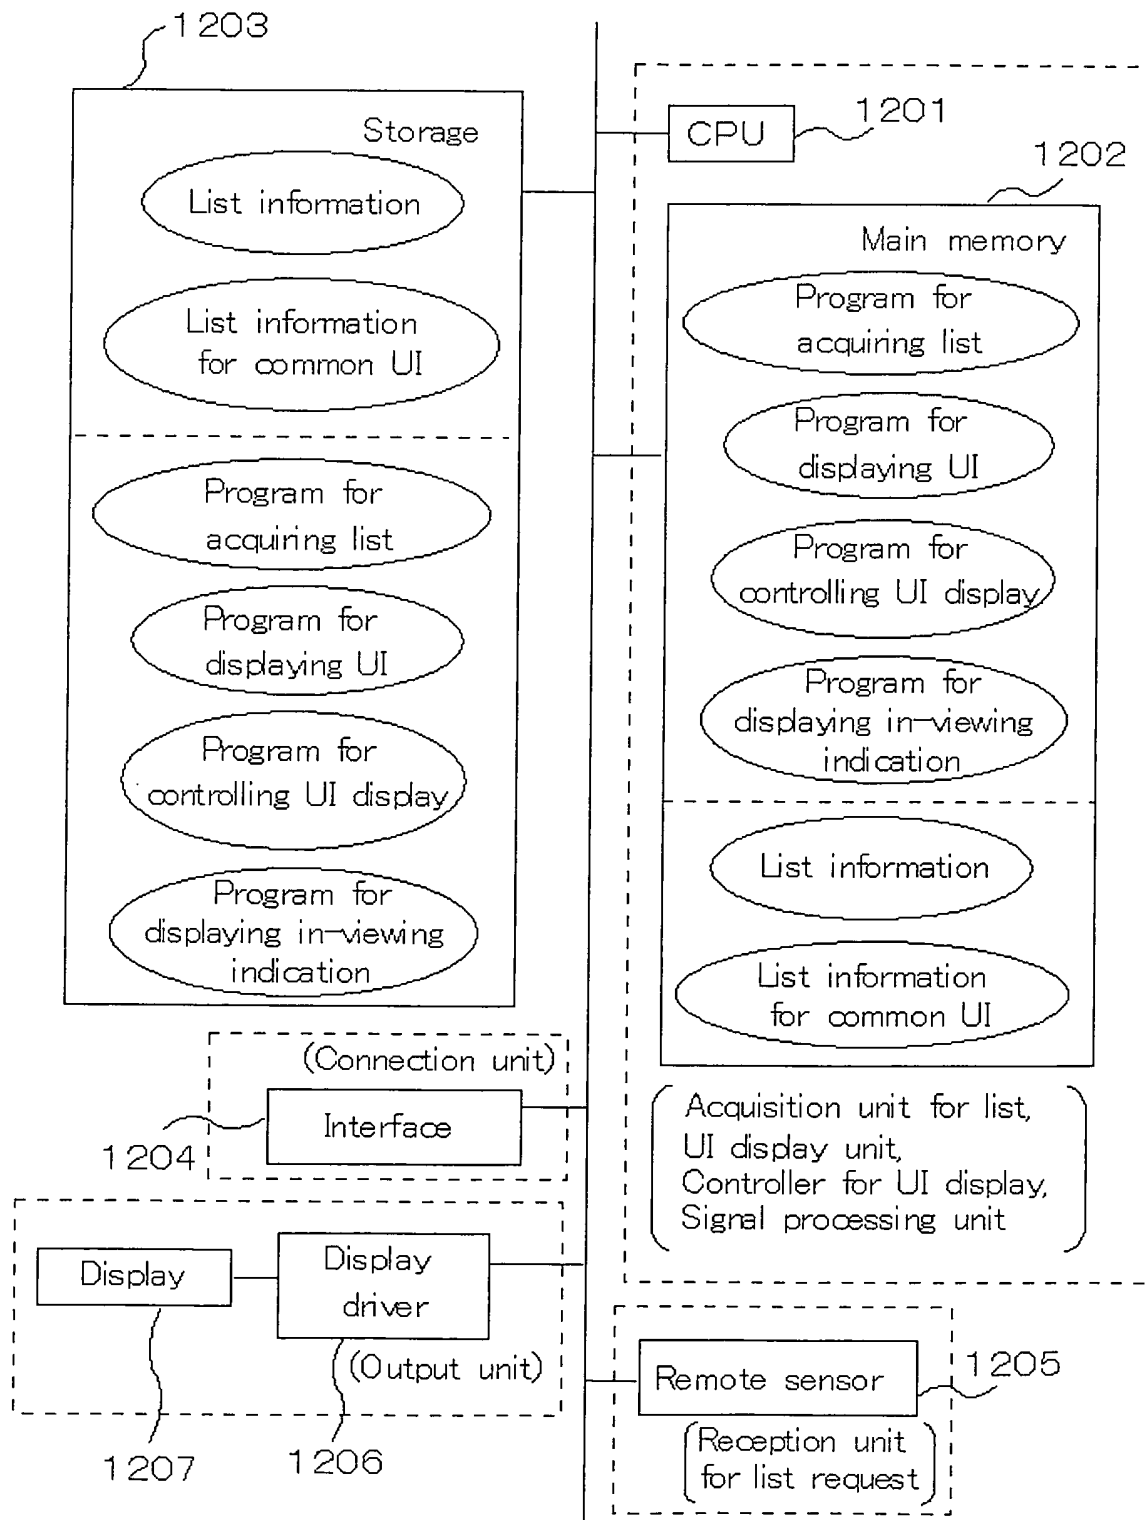 1203
Storage
List information
List information
for common UI
Program for
acquiring list
Program for
displaying UI
Program for
controlling UI display
Program for
displaying in-viewing
indication
CPU
1201
1202
Main memory
Program for
acquiring list
Program for
displaying UI
Program for
controlling UI display
Program for
displaying in-viewing
indication
List information
List information
for common UI
Acquisition unit for list,
UI display unit,
Controller for UI display,
Signal processing unit
(Connection unit)
Interface
1204
Display
Display
driver
(Output unit)
1207
1206
Remote sensor
1205
Reception unit
for list request